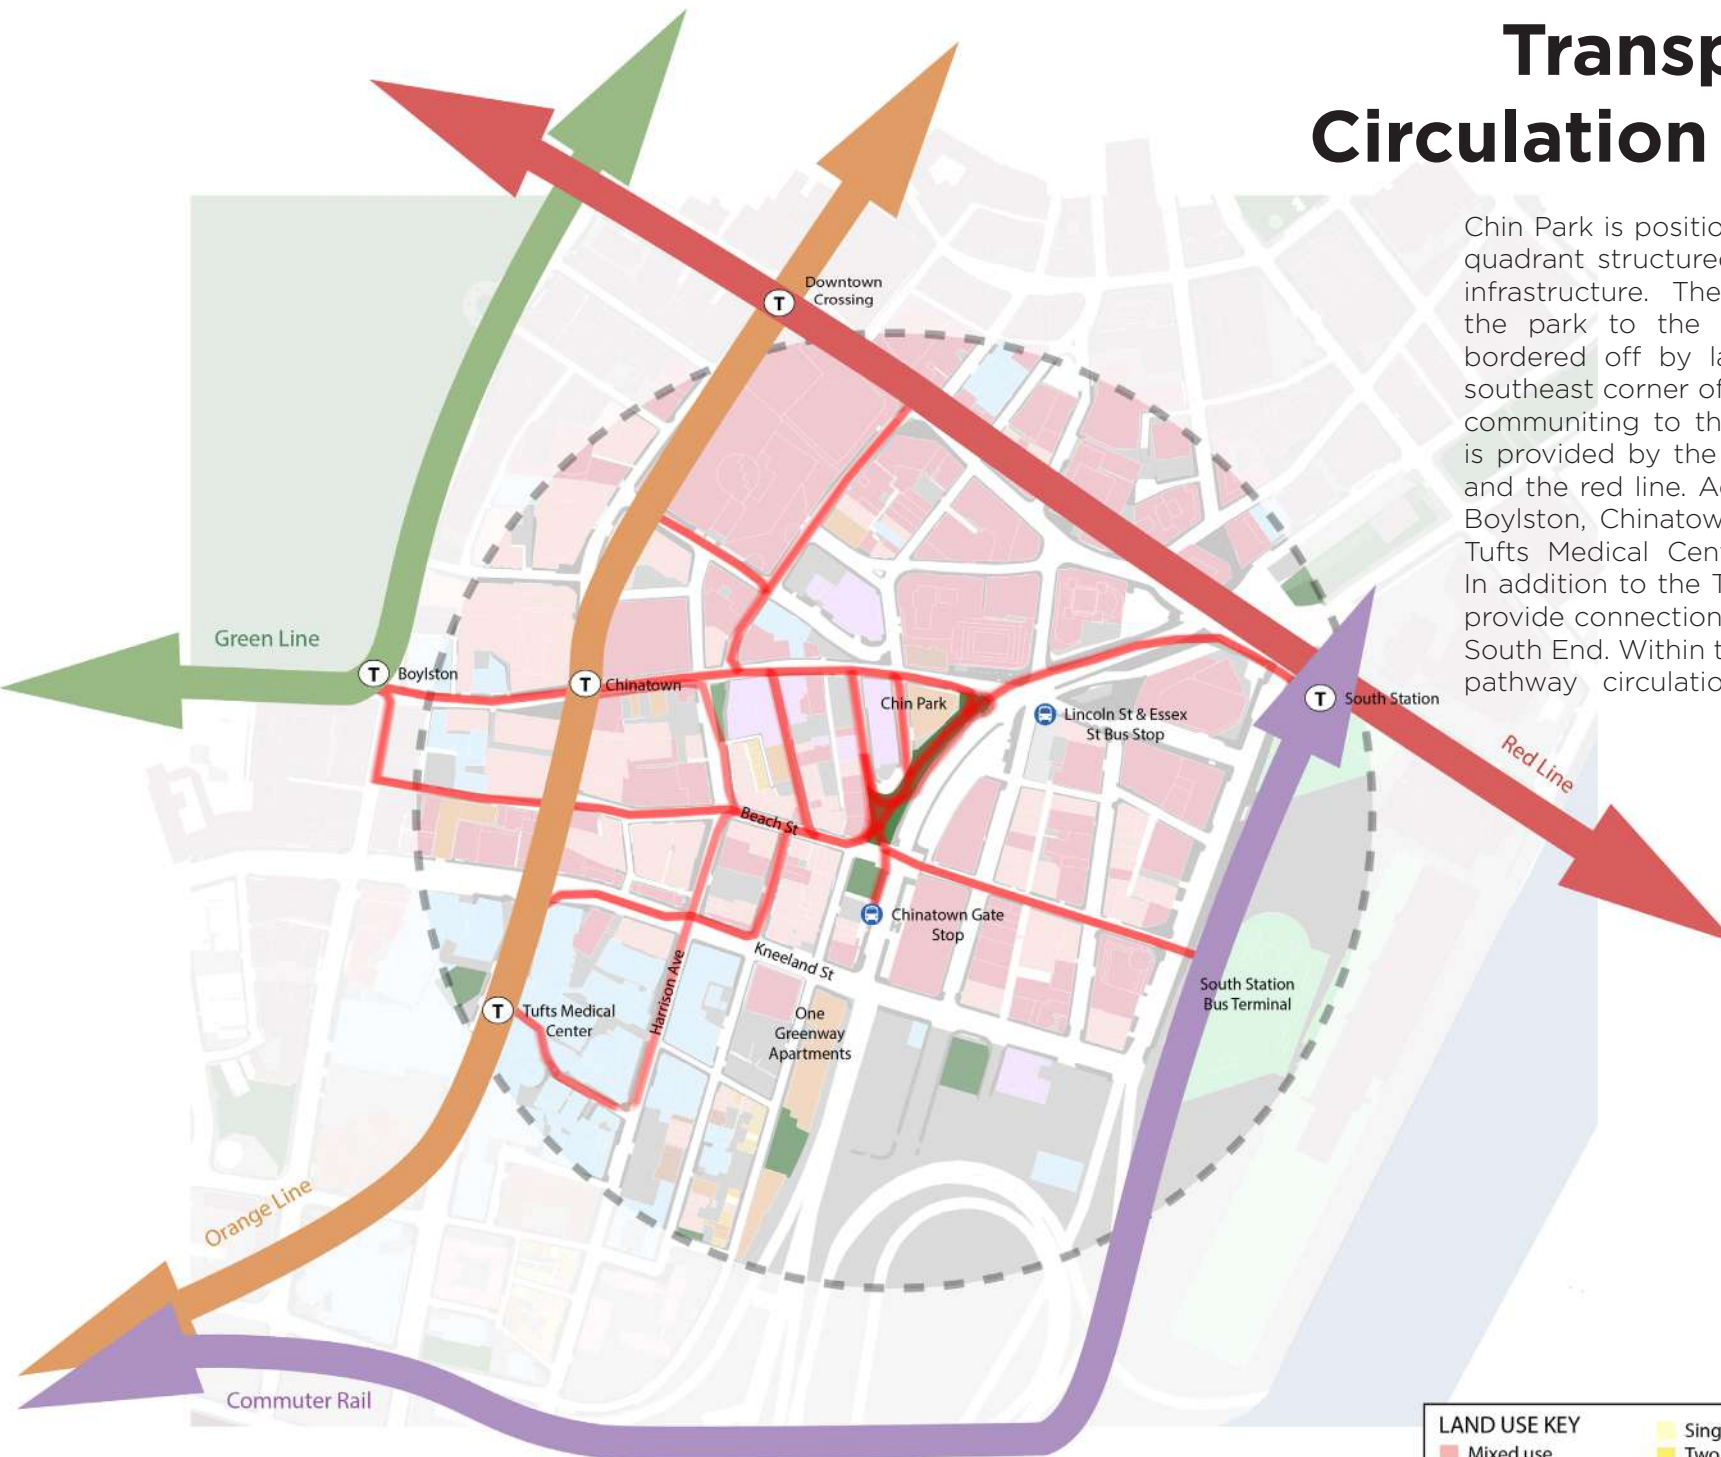 Transp
Circulation
Chin Park is positio
quadrant structured
infrastructure. The
the park to the
bordered off by la
southeast corner of
communiting to th
is provided by the
and the red line. Ac
Boylston, Chinatow
Tufts Medical Cent
In addition to the T
provide connection
South End. Within t
pathway circulatio
Downtown
Crossing
T
Green Line
T Boylston
T Chinatown
Chin Park
Lincoln St & Essex
St Bus Stop
T South Station
Red Line
Beach St
Chinatown Gate
Stop
Kneeland St
Harrison Ave
South Station
Bus Terminal
T Tufts Medical
Center
One
Greenway
Apartments
Orange Line
Commuter Rail
LAND USE KEY
Mixed use
Sing
Two